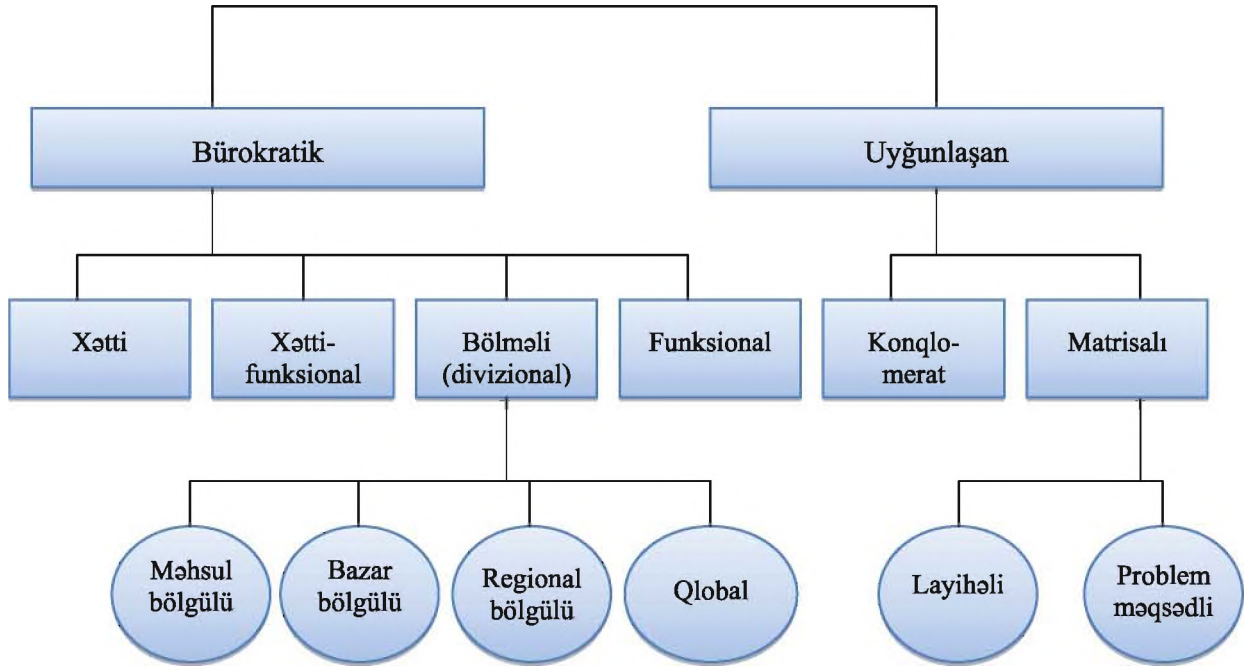 Bürokratik
Uyğunlaşan
Xətti
Xətti-
funksional
Bölməli
(divizional)
Funksional
Konqlo-
merat
Matrisalı
Məhsul
bölgülü
Bazar
bölgülü
Regional
bölgülü
Qlobal
Layihəli
Problem
məqsədli